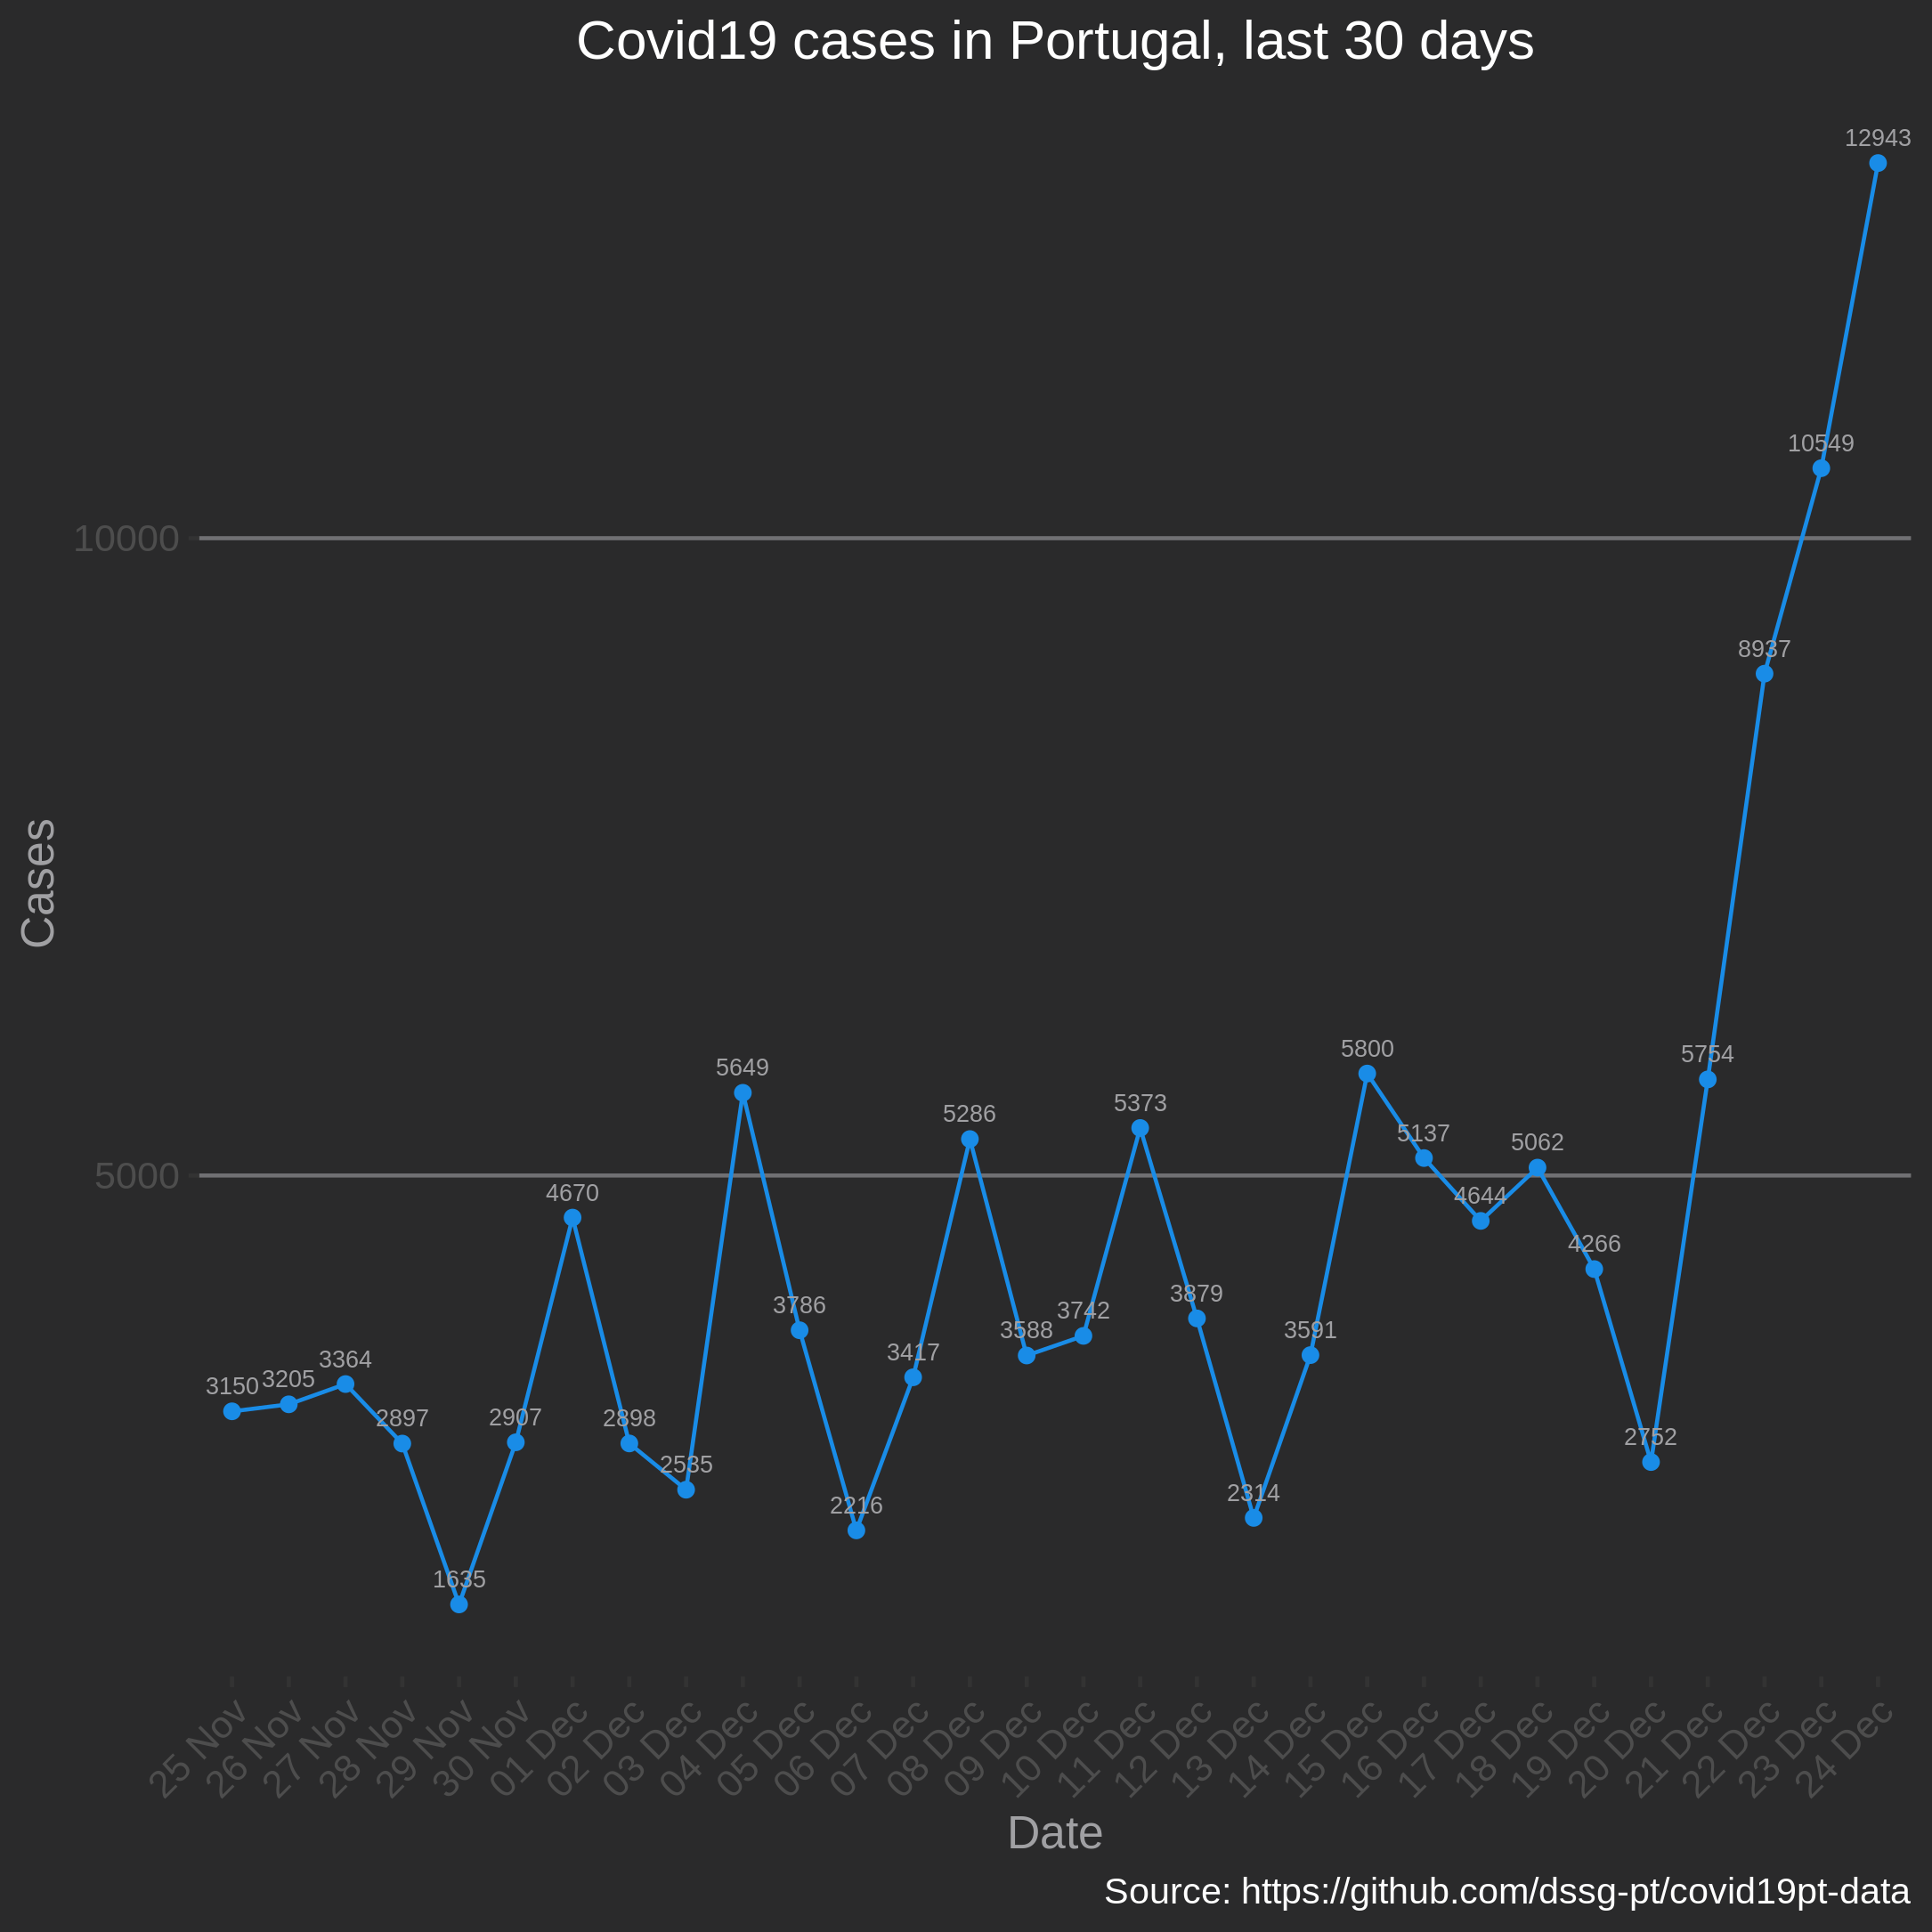 Covid19 cases in Portugal, last 30 days
12943
10549
10000
8937
5800
5754
5649
5373
5286
5137
5062
5000
4670
4644
4266
3879
3786
3742
3591
3588
3417
3364
3205
3150
2907
2898
2897
2752
2535
2314
2216
1635
Cases
25 Nov
26 Nov
27 Nov
28 Nov
29 Nov
30 Nov
01 Dec
02 Dec
03 Dec
04 Dec
05 Dec
06 Dec
07 Dec
08 Dec
09 Dec
10 Dec
11 Dec
12 Dec
13 Dec
14 Dec
15 Dec
16 Dec
17 Dec
18 Dec
19 Dec
20 Dec
21 Dec
22 Dec
23 Dec
24 Dec
Date
Source: https://github.com/dssg-pt/covid19pt-data